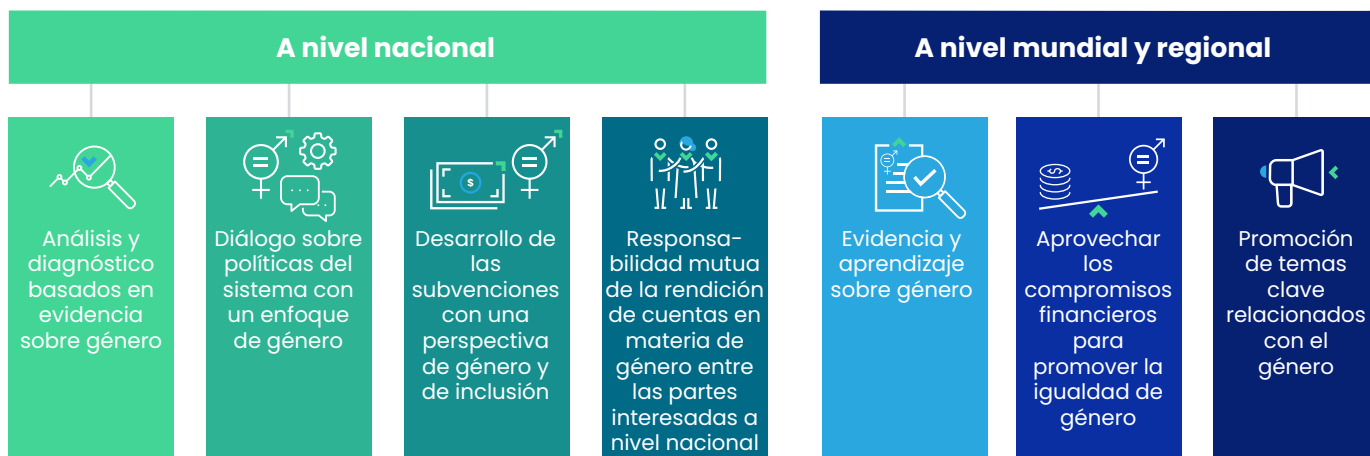 A nivel nacional
A nivel mundial y regional
Análisis y
diagnóstico
basados en
evidencia
sobre género
Diálogo sobre
políticas del
sistema con
un enfoque
de género
$
Desarrollo de
las
subvenciones
con una
perspectiva
de género y
de inclusión
Responsa-
bilidad mutua
de la rendición
de cuentas en
materia de
género entre
las partes
interesadas a
nivel nacional
Evidencia y
aprendizaje
sobre género
$
Aprovechar
los
compromisos
financieros
para
promover la
igualdad de
género
Promoción
de temas
clave
relacionados
con el
género